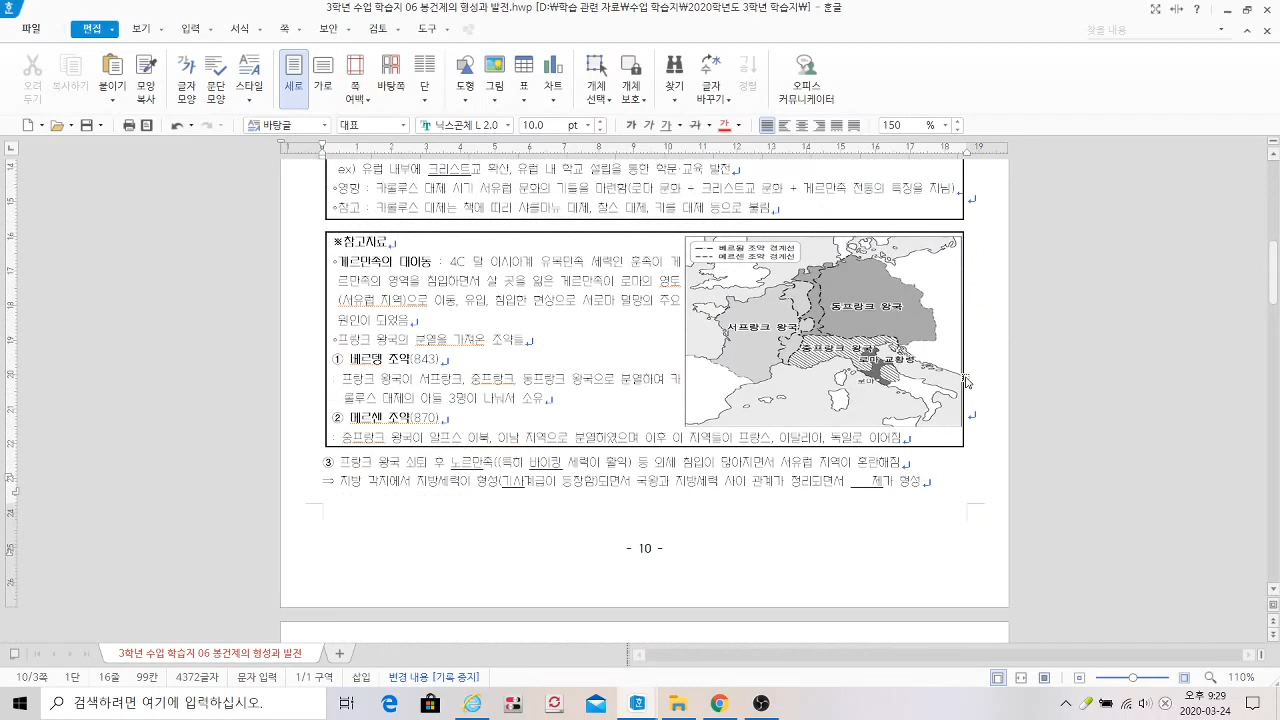 3학년 수업 학습지 06 봉건제의 형성과 발전.hwp [D:₩학습 관련 자료₩수업 학습지₩2020학년도 3학년 학습지₩] - 훈글
파일 편집 보기 입력 서식 쪽 보안 검토 도구 찾을 내용
오려 두기 복사하기 붙이기 모양 복사 글자 모양 문단 모양 스타일 세로 가로 쪽 여백 바탕쪽 단 도형 그림 표 차트 개체 선택 개체 보호 찾기 글자 바꾸기 정렬 오피스 커뮤니케이터
바탕글 대표 닉스곤체 L 2.0 10.0 pt 가 가 가 가 가 150 %
ex) 유럽 내부에 크리스트교 확산, 유럽 내 학교 설립을 통한 학문·교육 발전
◦영향 : 카롤루스 대제 시기 서유럽 문화의 기틀을 마련함(로마 문화 + 크리스트교 문화 + 게르만족 전통의 특징을 지님)
◦참고 : 카롤루스 대제는 책에 따라 샤를마뉴 대제, 찰스 대제, 카를 대제 등으로 불림
※참고자료
◦게르만족의 대이동 : 4C 말 아시아계 유목민족 세력인 훈족이 게
르만족의 영역을 침입하면서 살 곳을 잃은 게르만족이 로마의 영토
(서유럽 지역)으로 이동, 유입, 침입한 현상으로 서로마 멸망의 주요
원인이 되었음
◦프랑크 왕국의 분열을 가져온 조약들
① 베르됭 조약(843)
: 프랑크 왕국이 서프랑크, 중프랑크, 동프랑크 왕국으로 분열하여 카
롤루스 대제의 아들 3명이 나눠서 소유
② 메르센 조약(870)
: 중프랑크 왕국이 알프스 이북, 이남 지역으로 분열하였으며 이후 이 지역들이 프랑스, 이탈리아, 독일로 이어짐
베르됭 조약 경계선
메르센 조약 경계선
동프랑크 왕국
서프랑크 왕국
중프랑크 왕국
로마 교황령
로마
③ 프랑크 왕국 쇠퇴 후 노르만족((특히 바이킹 세력이 활약) 등 외세 침입이 많아지면서 서유럽 지역이 혼란해짐
⇒ 지방 각지에서 지방세력이 형성(기사계급이 등장함)되면서 국왕과 지방세력 사이 관계가 정리되면서 ____제가 형성
- 10 -
3학년 수업 학습지 06 봉건제의 형성과 발전
10/3쪽 1단 16줄 99칸 4372글자 문자 입력 1/1 구역 삽입 변경 내용 [기록 중지] 110%
검색하려면 여기에 입력하십시오.
오후 9:29
2020-03-24